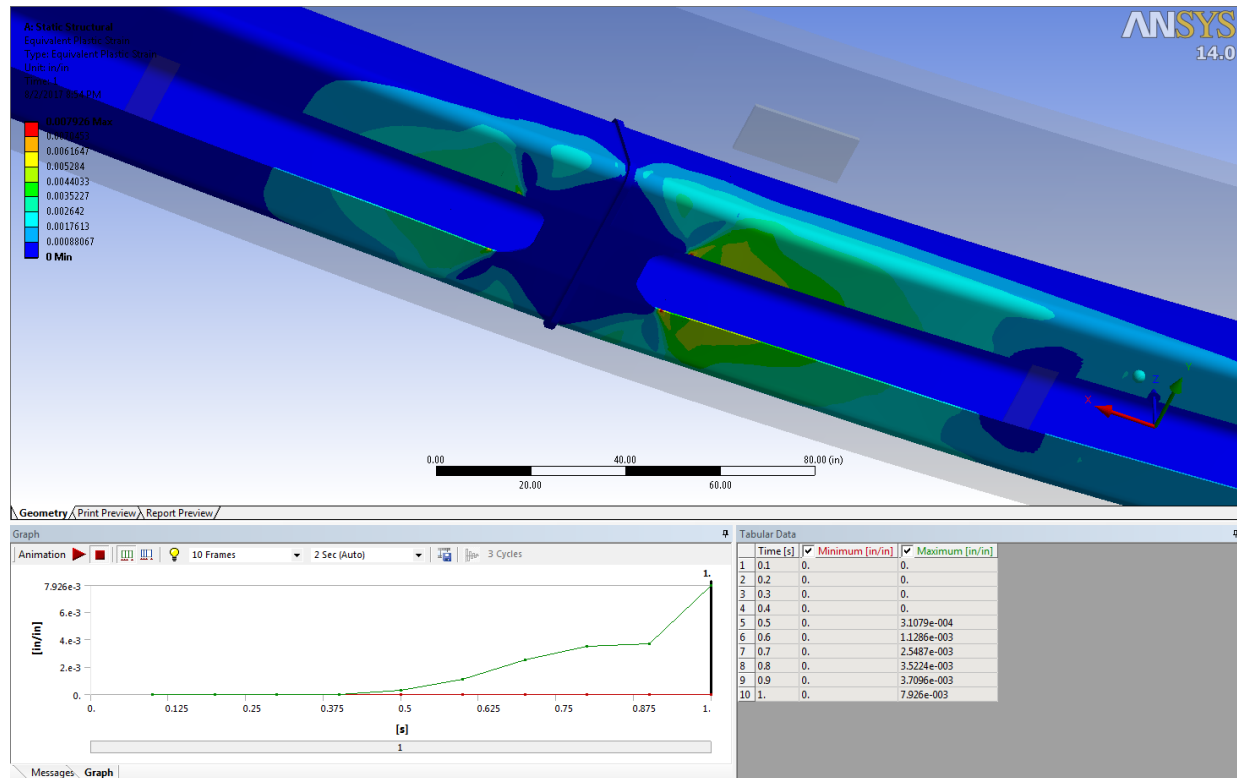 ANSYS
14.0
A: Static Structural
Equivalent Plastic Strain
Type: Equivalent Plastic Strain
Unit: in/in
0.007926 Max
0.0061647
0.005284
0.0044033
0.0035227
0.002642
0.0017613
0.00088067
0 Min
X
Y
Z
0.00 40.00 80.00 (in)
20.00 60.00
Geometry Print Preview Report Preview
Graph
Animation 10 Frames 2 Sec (Auto) 3 Cycles
1.
7.926e-3
6.e-3
4.e-3
2.e-3
0.
[in/in]
0. 0.125 0.25 0.375 0.5 0.625 0.75 0.875 1.
[s]
1
Messages Graph
Tabular Data
Time [s] Minimum [in/in] Maximum [in/in]
1 0.1 0. 0.
2 0.2 0. 0.
3 0.3 0. 0.
4 0.4 0. 0.
5 0.5 0. 3.1079e-004
6 0.6 0. 1.1286e-003
7 0.7 0. 2.5487e-003
8 0.8 0. 3.5224e-003
9 0.9 0. 3.7096e-003
10 1. 0. 7.926e-003